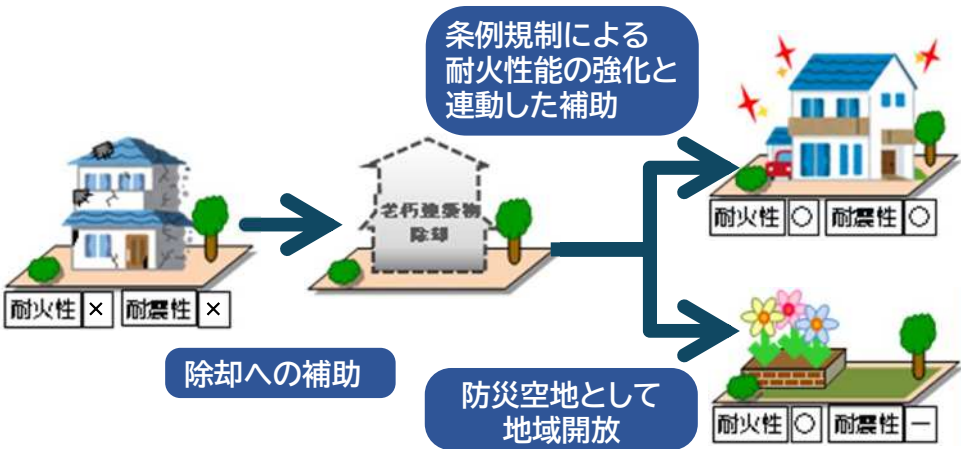 条例規制による
耐火性能の強化と
連動した補助
老朽建築物
除却
耐火性 × 耐震性 ×
耐火性 ○ 耐震性 ○
除却への補助
防災空地として
地域開放
耐火性 ○ 耐震性 ー